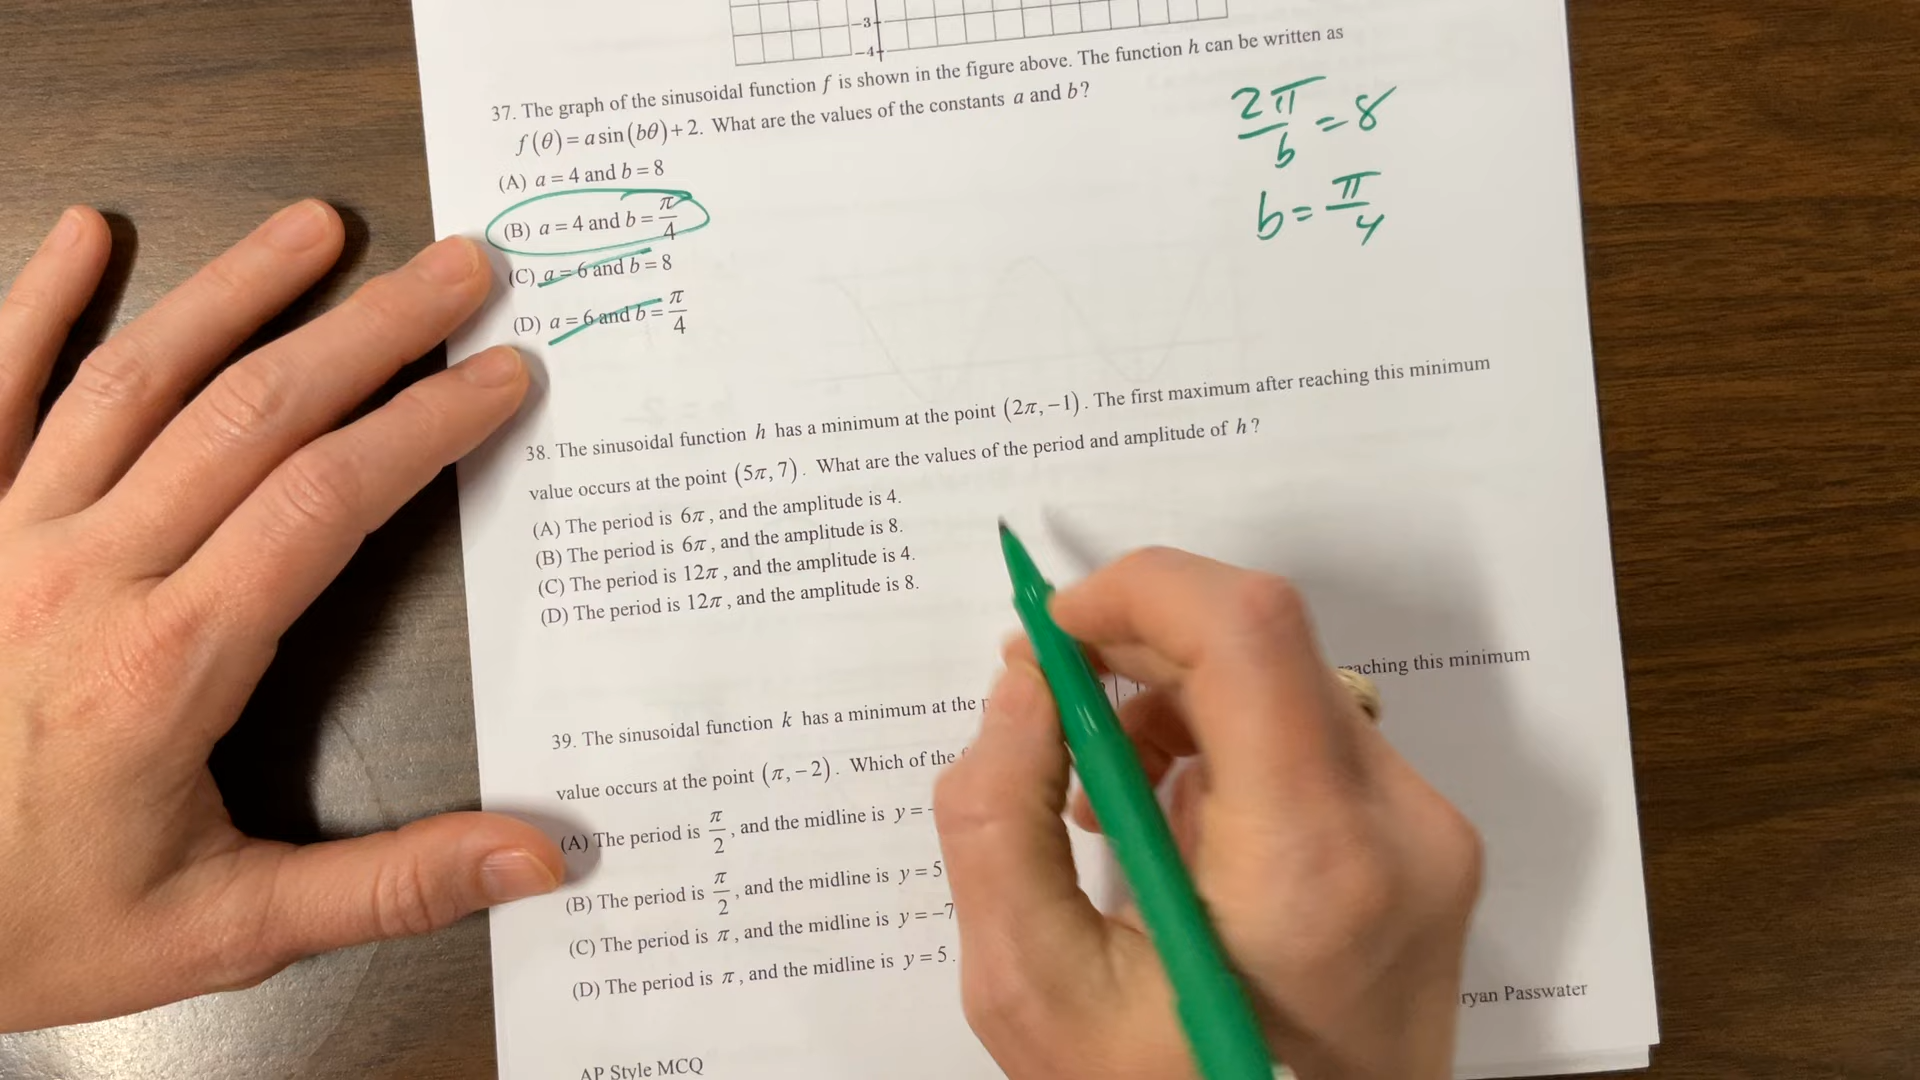 -3
-4
37. The graph of the sinusoidal function f is shown in the figure above. The function h can be written as
f(θ) = a sin(bθ) + 2. What are the values of the constants a and b?
(A) a = 4 and b = 8
(B) a = 4 and b = π/4
(C) a = 6 and b = 8
(D) a = 6 and b = π/4
2π/b = 8
b = π/4
38. The sinusoidal function h has a minimum at the point (2π, −1). The first maximum after reaching this minimum
value occurs at the point (5π, 7). What are the values of the period and amplitude of h?
(A) The period is 6π, and the amplitude is 4.
(B) The period is 6π, and the amplitude is 8.
(C) The period is 12π, and the amplitude is 4.
(D) The period is 12π, and the amplitude is 8.
39. The sinusoidal function k has a minimum at the reaching this minimum
value occurs at the point (π, −2). Which of the
(A) The period is π/2, and the midline is y =
(B) The period is π/2, and the midline is y = 5
(C) The period is π, and the midline is y = −7
(D) The period is π, and the midline is y = 5.
ryan Passwater
AP Style MCQ